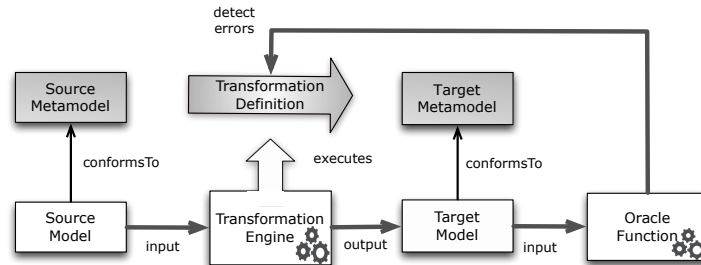 detect
errors
Source
Metamodel
Transformation
Definition
Target
Metamodel
conformsTo
executes
conformsTo
Source
Model
input
Transformation
Engine
output
Target
Model
input
Oracle
Function